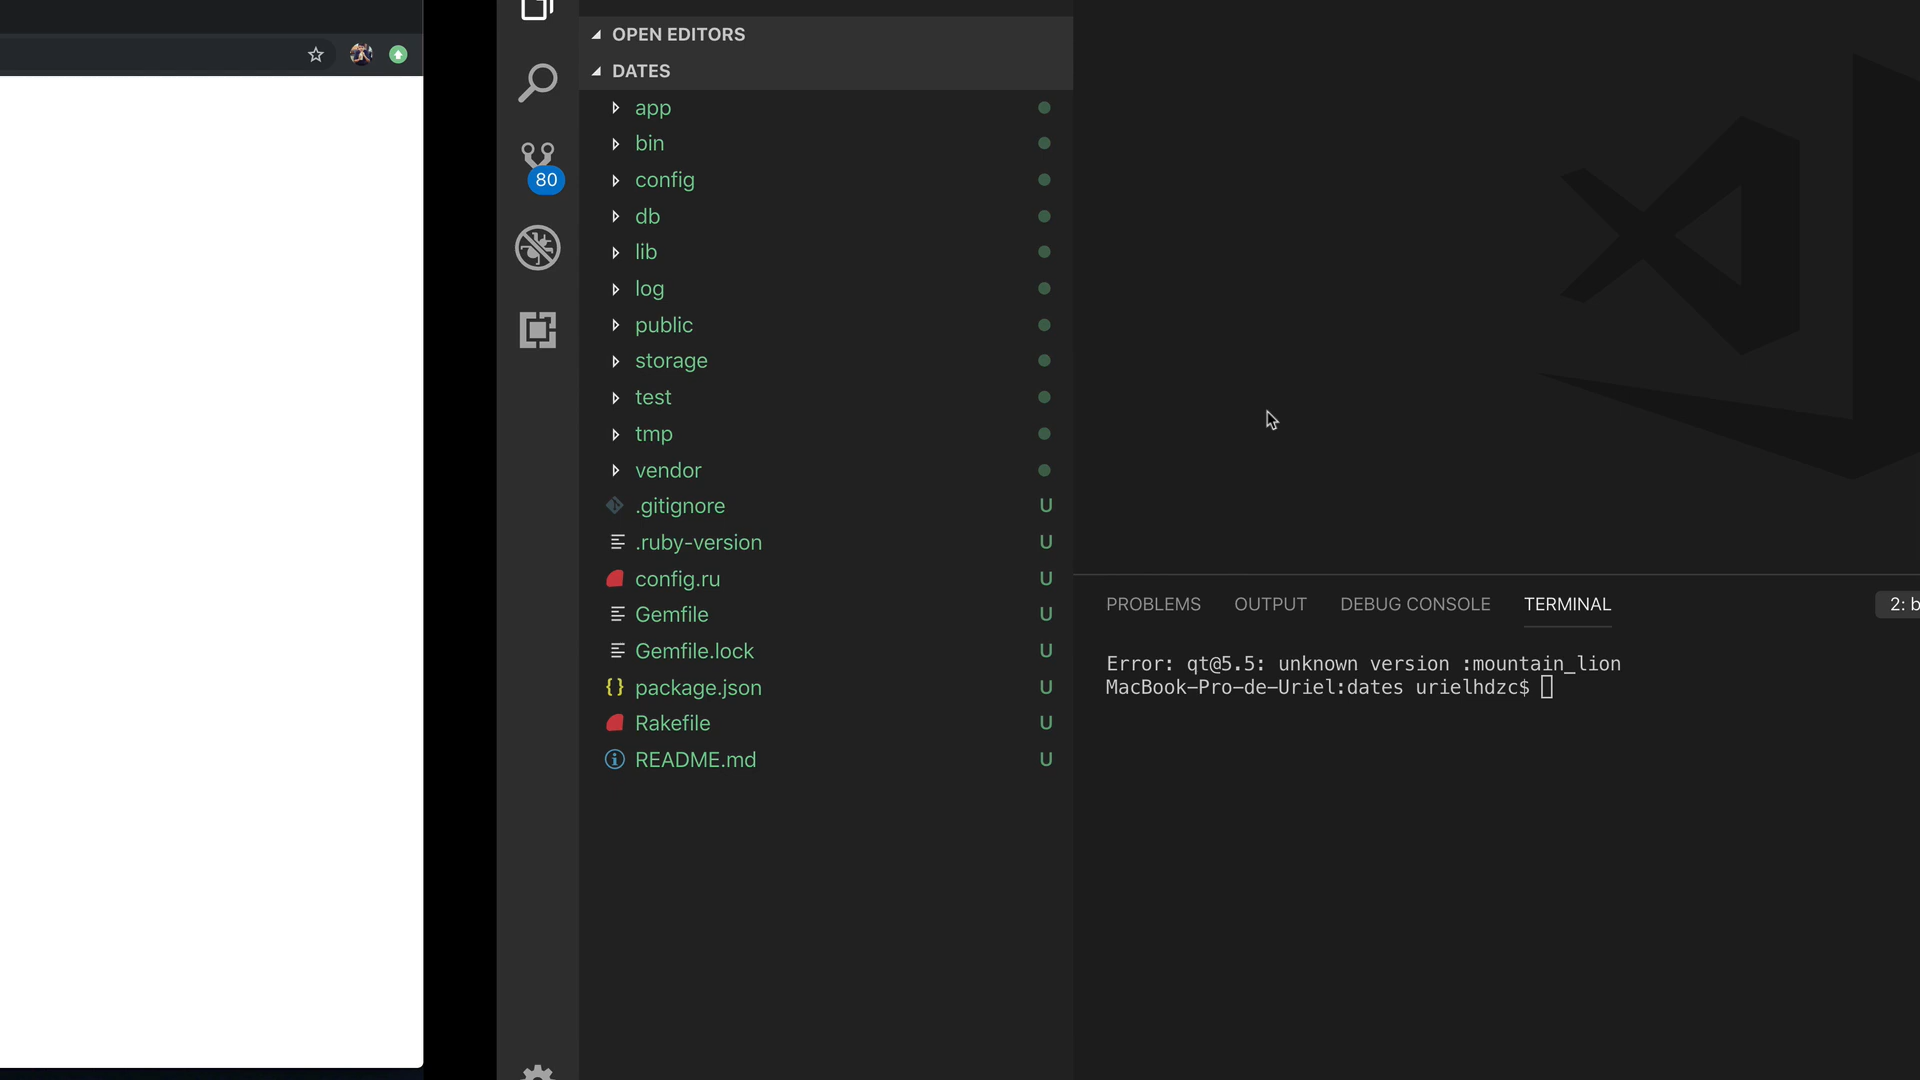 OPEN EDITORS
DATES
app
bin
80
config
db
lib
log
public
storage
test
tmp
vendor
.gitignore U
.ruby-version U
config.ru U
Gemfile U
Gemfile.lock U
package.json U
Rakefile U
README.md U
PROBLEMS OUTPUT DEBUG CONSOLE TERMINAL 2: b
Error: qt@5.5: unknown version :mountain_lion
MacBook-Pro-de-Uriel:dates urielhdzc$